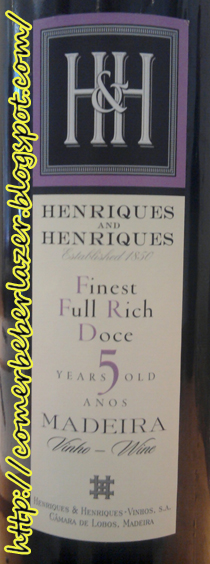 H&H
HENRIQUES
AND
HENRIQUES
Established 1850
Finest
Full Rich
Doce
5
YEARS OLD
ANOS
MADEIRA
Vinho – Wine
HENRIQUES & HENRIQUES - VINHOS, S.A.
CÂMARA DE LOBOS, MADEIRA
http://comerbeberlazer.blogspot.com/